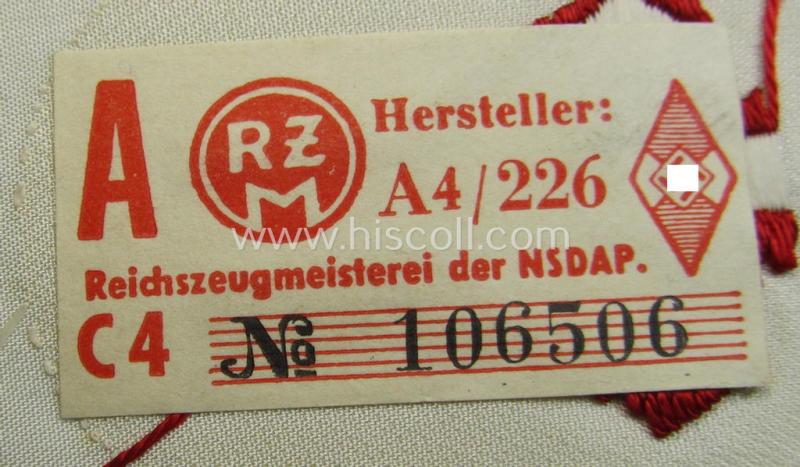 A RZM Hersteller:
A4/226
www.hiscoll.com
Reichszeugmeisterei der NSDAP.
C4 № 106506